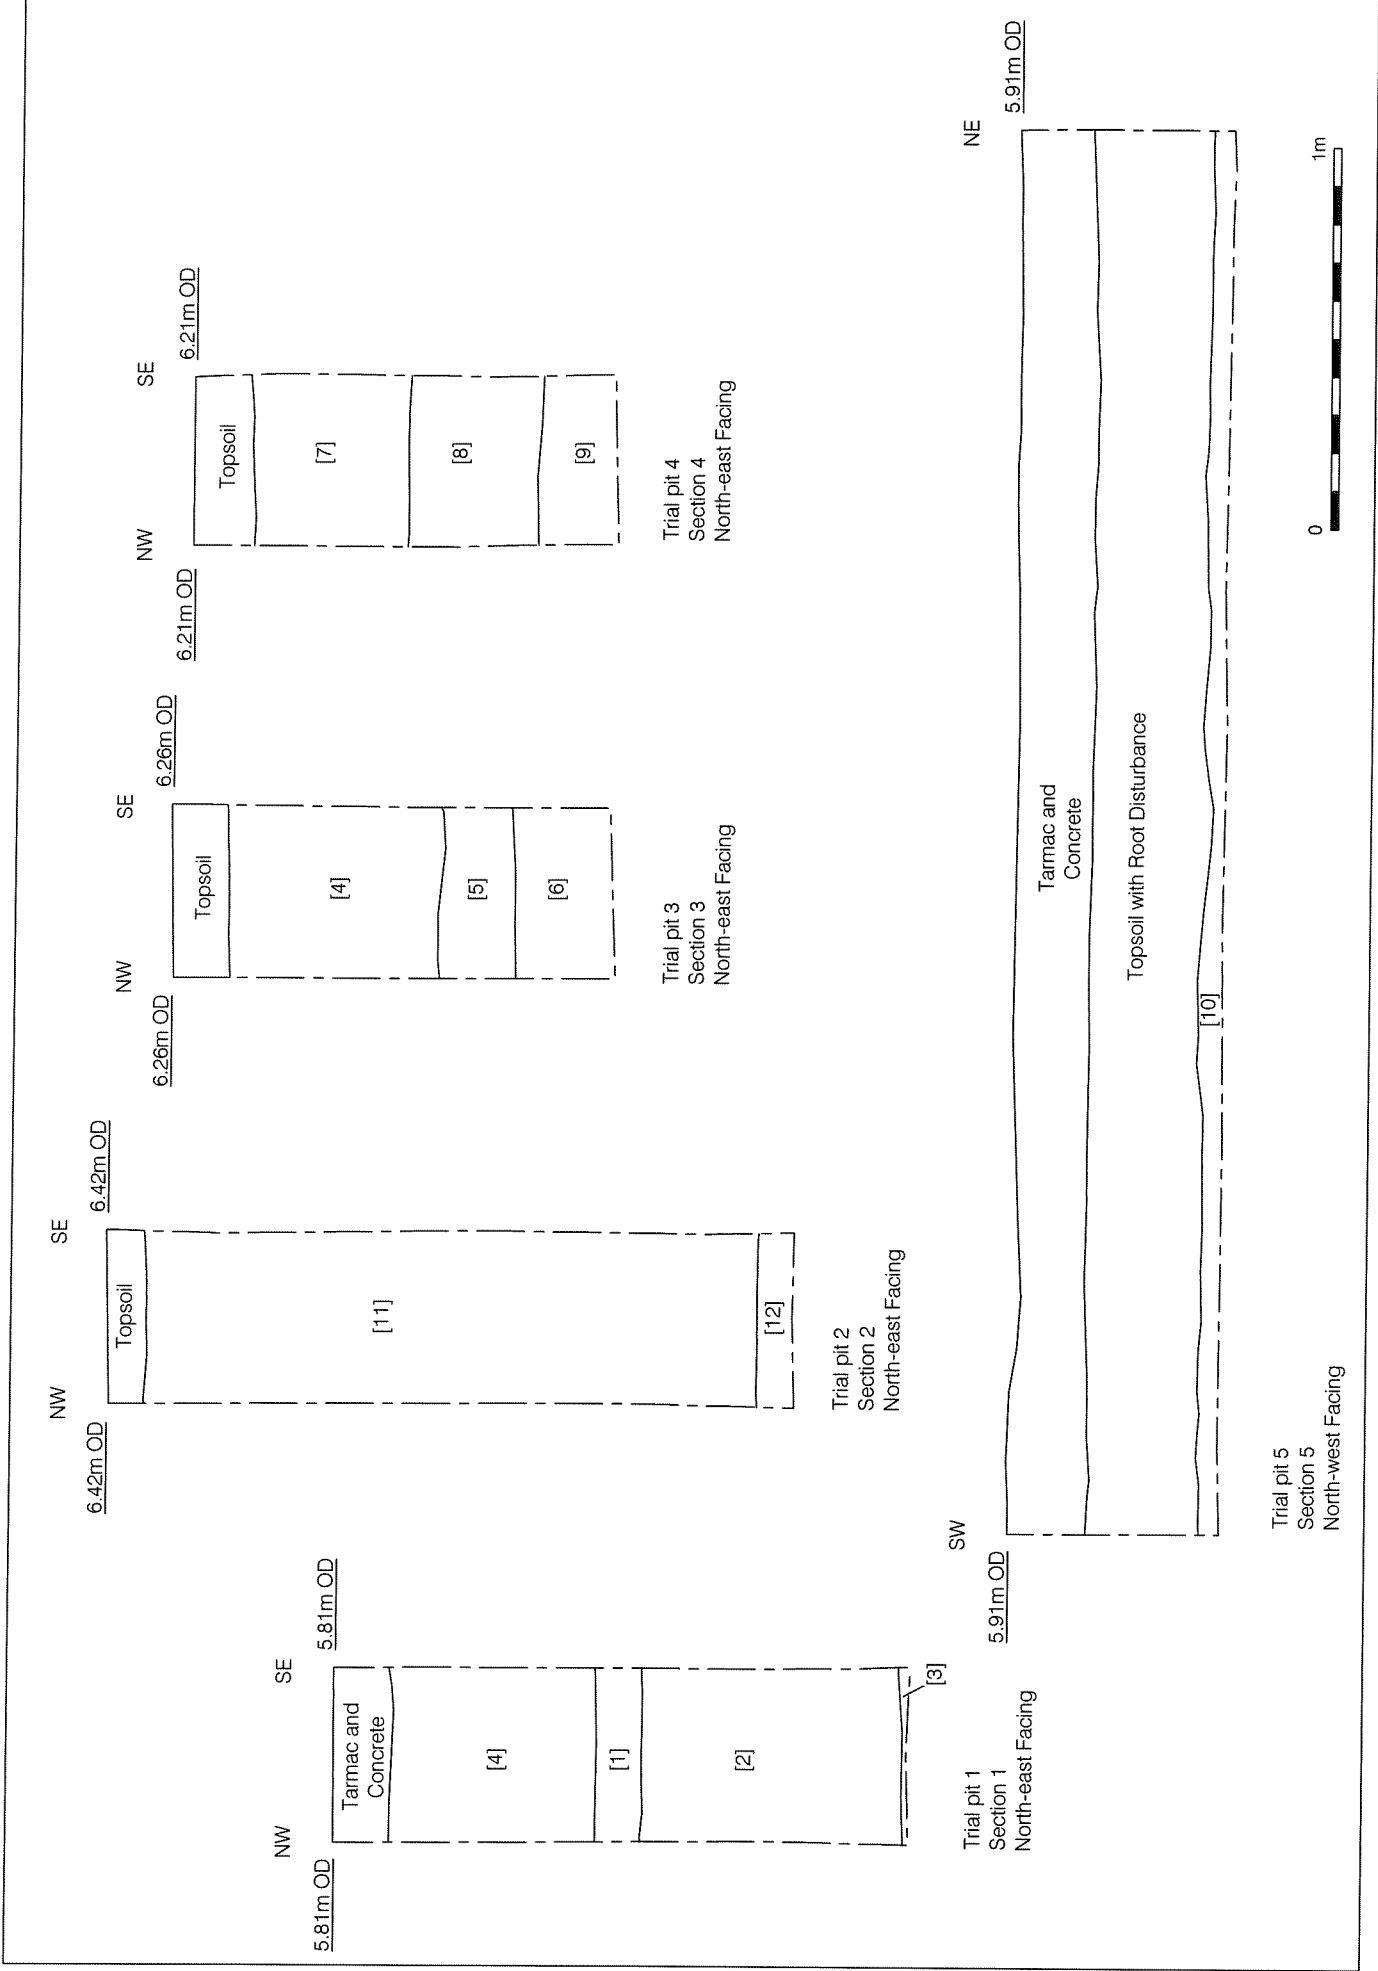 NW
SE
5.81m OD
5.81m OD
Tarmac and
Concrete
[4]
[1]
[2]
[3]
Trial pit 1
Section 1
North-east Facing
NW
SE
6.42m OD
6.42m OD
Topsoil
[11]
[12]
Trial pit 2
Section 2
North-east Facing
NW
SE
6.26m OD
6.26m OD
Topsoil
[4]
[5]
[6]
Trial pit 3
Section 3
North-east Facing
NW
SE
6.21m OD
6.21m OD
Topsoil
[7]
[8]
[9]
Trial pit 4
Section 4
North-east Facing
SW
NE
5.91m OD
5.91m OD
Tarmac and
Concrete
Topsoil with Root Disturbance
[10]
Trial pit 5
Section 5
North-west Facing
0
1m